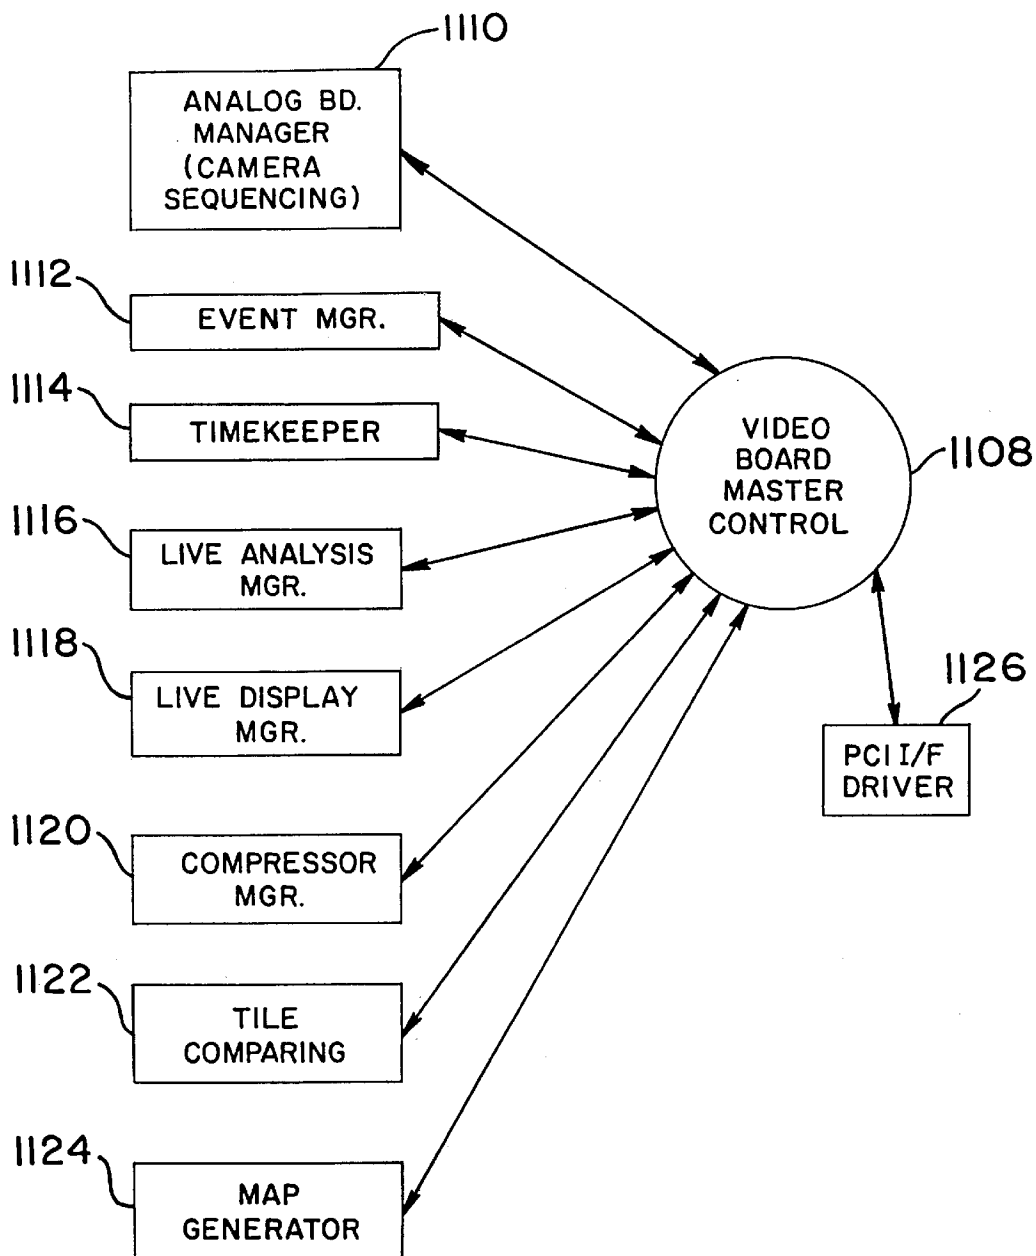 1110
ANALOG BD.
MANAGER
(CAMERA
SEQUENCING)
1112
EVENT MGR.
1114
TIMEKEEPER
VIDEO
BOARD
MASTER
CONTROL
1108
1116
LIVE ANALYSIS
MGR.
1118
LIVE DISPLAY
MGR.
1126
PCI I/F
DRIVER
1120
COMPRESSOR
MGR.
1122
TILE
COMPARING
1124
MAP
GENERATOR